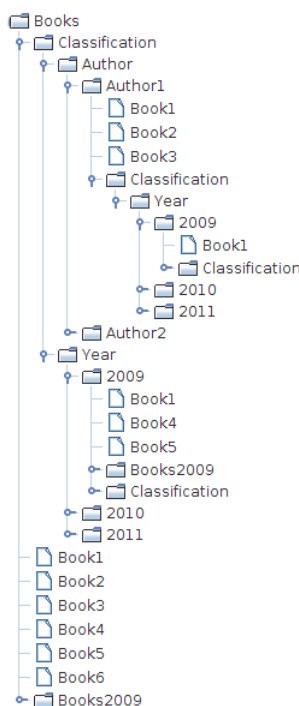 Books
Classification
Author
Author1
Book1
Book2
Book3
Classification
Year
2009
Book1
Classification
2010
2011
Author2
Year
2009
Book1
Book4
Book5
Books2009
Classification
2010
2011
Book1
Book2
Book3
Book4
Book5
Book6
Books2009